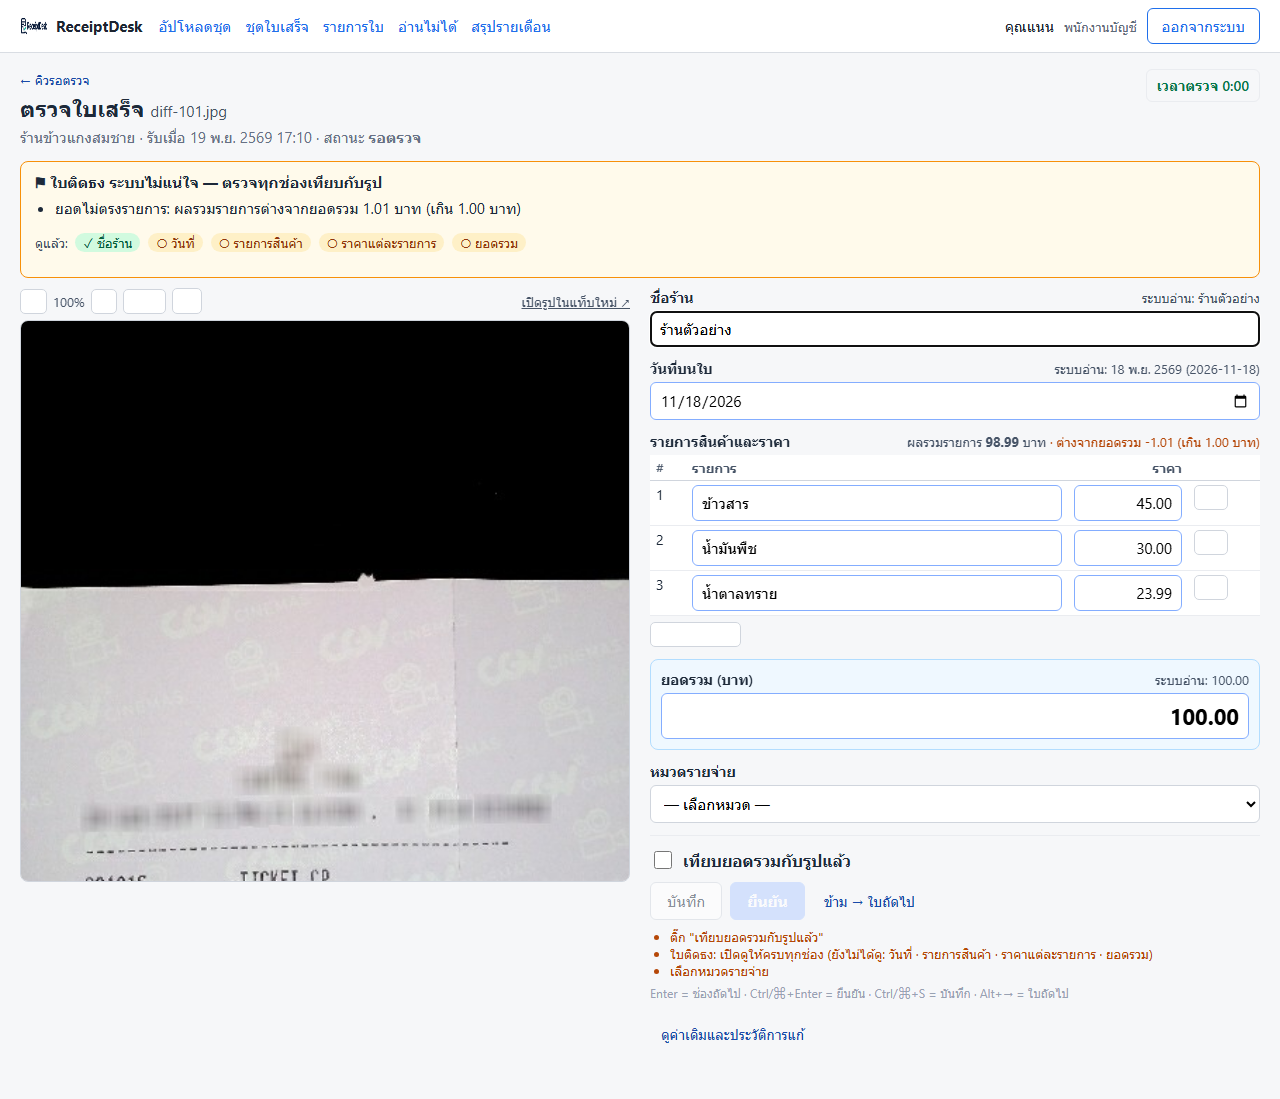 ReceiptDesk อัปโหลดชุด ชุดใบเสร็จ รายการใบ อ่านไม่ได้ สรุปรายเดือน คุณแนน พนักงานบัญชี ออกจากระบบ
← คิวรอตรวจ
เวลาตรวจ 0:00
ตรวจใบเสร็จ diff-101.jpg
ร้านข้าวแกงสมชาย · รับเมื่อ 19 พ.ย. 2569 17:10 · สถานะ รอตรวจ
⚑ ใบติดธง ระบบไม่แน่ใจ — ตรวจทุกช่องเทียบกับรูป
• ยอดไม่ตรงรายการ: ผลรวมรายการต่างจากยอดรวม 1.01 บาท (เกิน 1.00 บาท)
ดูแล้ว: ✓ ชื่อร้าน ○ วันที่ ○ รายการสินค้า ○ ราคาแต่ละรายการ ○ ยอดรวม
100% เปิดรูปในแท็บใหม่ ↗
CGV CINEMAS
CGV CINEMAS
CGV CINEMAS
CGV CINEMAS
CGV CINEMAS
TICKET CP
ชื่อร้าน ระบบอ่าน: ร้านตัวอย่าง
ร้านตัวอย่าง
วันที่บนใบ ระบบอ่าน: 18 พ.ย. 2569 (2026-11-18)
11/18/2026
รายการสินค้าและราคา ผลรวมรายการ 98.99 บาท · ต่างจากยอดรวม -1.01 (เกิน 1.00 บาท)
# รายการ ราคา
1 ข้าวสาร 45.00
2 น้ำมันพืช 30.00
3 น้ำตาลทราย 23.99
ยอดรวม (บาท) ระบบอ่าน: 100.00
100.00
หมวดรายจ่าย
— เลือกหมวด —
เทียบยอดรวมกับรูปแล้ว
บันทึก ยืนยัน ข้าม → ใบถัดไป
• ติ๊ก "เทียบยอดรวมกับรูปแล้ว"
• ใบติดธง: เปิดดูให้ครบทุกช่อง (ยังไม่ได้ดู: วันที่ · รายการสินค้า · ราคาแต่ละรายการ · ยอดรวม)
• เลือกหมวดรายจ่าย
Enter = ช่องถัดไป · Ctrl/⌘+Enter = ยืนยัน · Ctrl/⌘+S = บันทึก · Alt+→ = ใบถัดไป
ดูค่าเดิมและประวัติการแก้